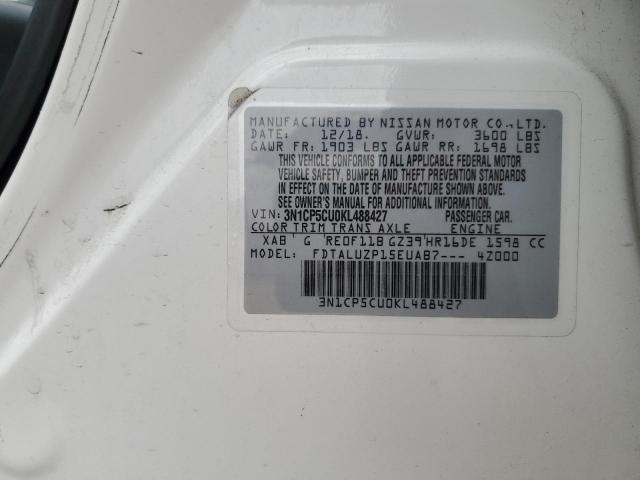 MANUFACTURED BY NISSAN MOTOR CO.,LTD.
DATE: 12/18. GVWR: 3600 LBS
GAWR FR: 1903 LBS GAWR RR: 1698 LBS
THIS VEHICLE CONFORMS TO ALL APPLICABLE FEDERAL MOTOR
VEHICLE SAFETY, BUMPER AND THEFT PREVENTION STANDARDS
IN EFFECT ON THE DATE OF MANUFACTURE SHOWN ABOVE.
SEE OWNER'S MANUAL FOR ADDITIONAL INFORMATION.
VIN: 3N1CP5CU0KL488427 PASSENGER CAR.
COLOR TRIM TRANS AXLE ENGINE
XAB G RE0F11B GZ39 HR16DE 1598 CC
MODEL: FDTALUZP15EUAB7--- 4Z000
3N1CP5CU0KL488427